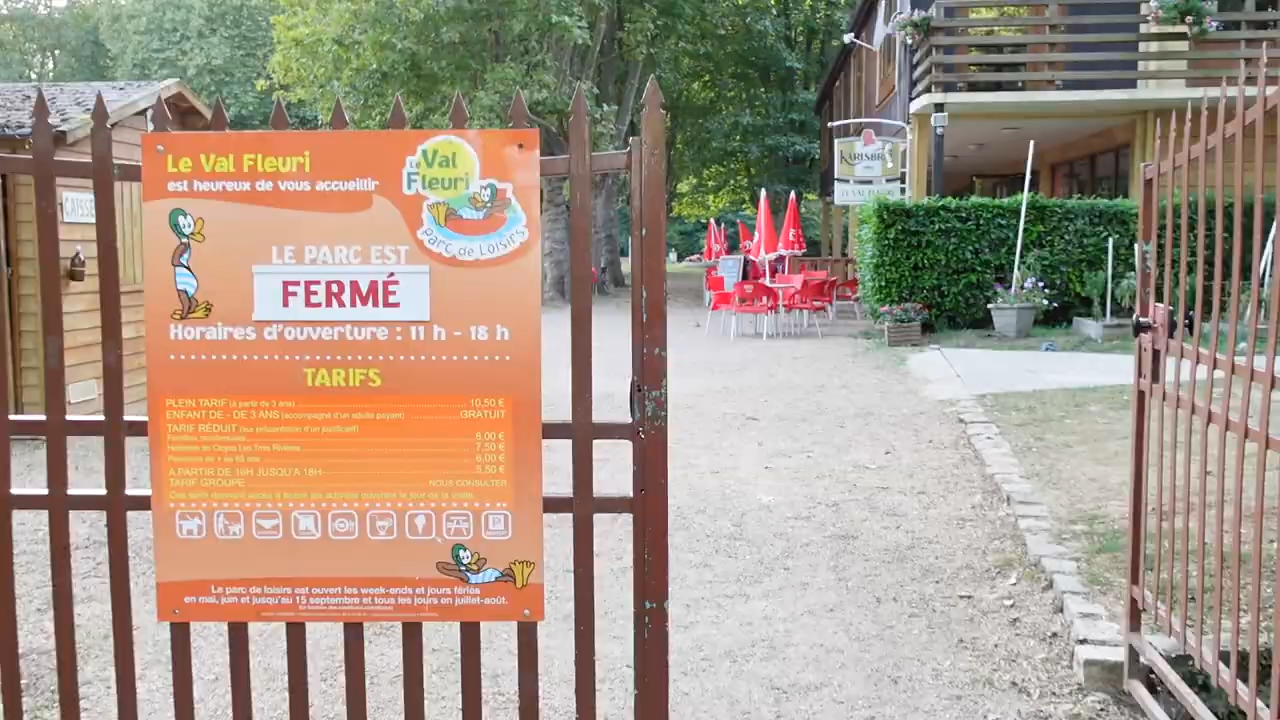 Le Val Fleuri
est heureux de vous accueillir
Le Val
Fleuri
Parc de Loisirs
LE PARC EST
FERMÉ
Horaires d'ouverture : 11 h - 18 h
TARIFS
PLEIN TARIF (à partir de 3 ans) 10,50 €
ENFANT DE - DE 3 ANS (accompagné d'un adulte payant) GRATUIT
TARIF RÉDUIT (sur présentation d'un justificatif)
Familles nombreuses 8,00 €
7,50 €
6,00 €
A PARTIR DE 16H JUSQU'A 18H 5,50 €
TARIF GROUPE NOUS CONSULTER
Le parc de loisirs est ouvert les week-ends et jours fériés
en mai, juin et jusqu'au 15 septembre et tous les jours en juillet-août.
CAISSE
KARLSBRÄU
LE VAL FLEURI